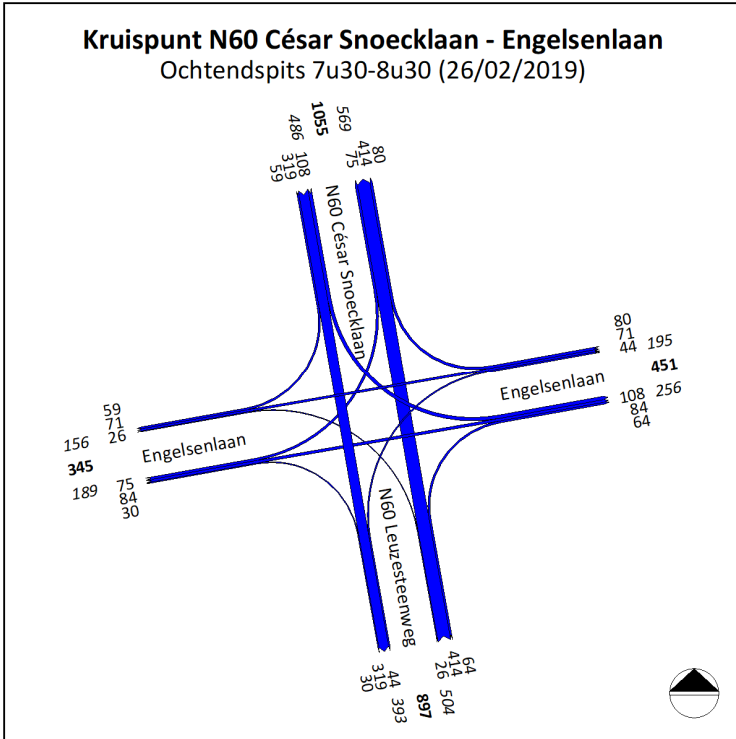 Kruispunt N60 César Snoecklaan - Engelsenlaan
Ochtendspits 7u30-8u30 (26/02/2019)
486 1055 569
59 319 108
75 414 80
N60 César Snoecklaan
80
71
44 195
451
Engelsenlaan
108 256
84
64
59
71
156 26
345
Engelsenlaan
189 75
84
30
N60 Leuzesteenweg
30 319 44
26 414 64
393 897 504